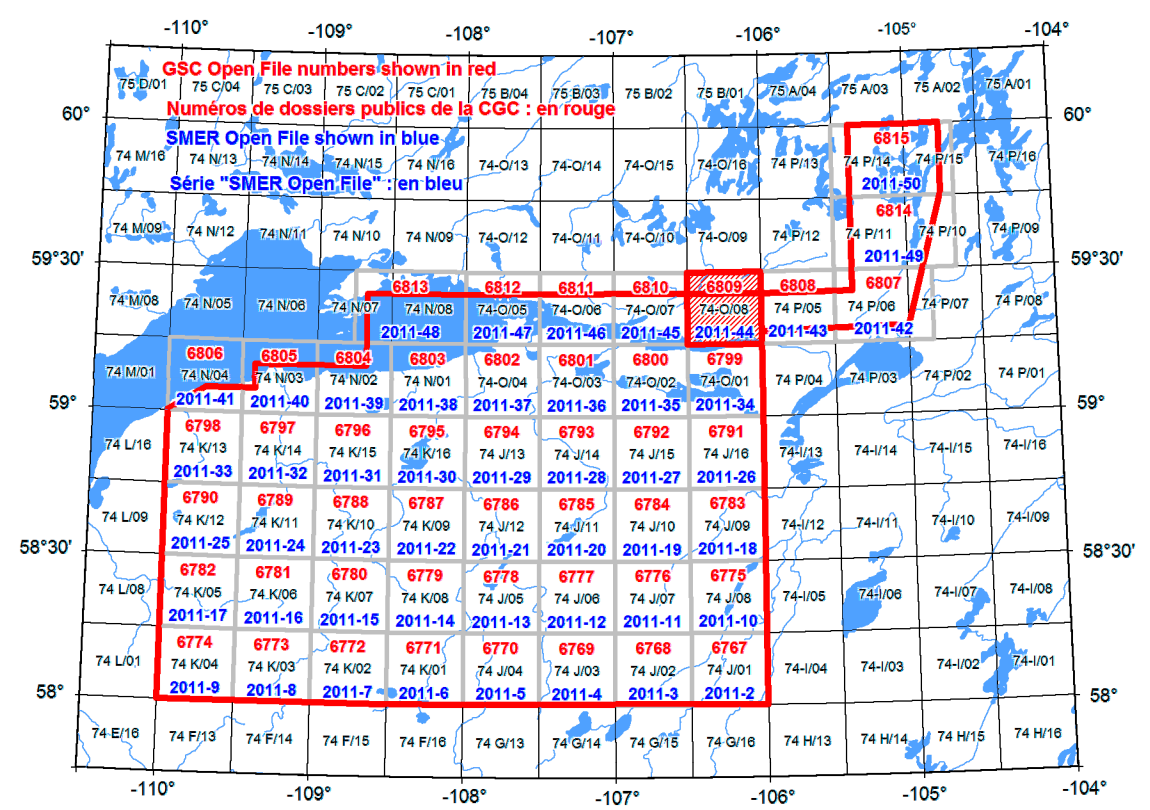 -110° -109° -108° -107° -106° -105° -104°
GSC Open File numbers shown in red
75 D/01 75 C/04 75 C/03 75 C/02 75 C/01 75 B/04 75 B/03 75 B/02 75 B/01 75 A/04 75 A/03 75 A/02 75 A/01
Numéros de dossiers publics de la CGC : en rouge
60° 60°
SMER Open File shown in blue
6815
74 M/16 74 N/13 74 N/14 74 N/15 74 N/16 74-O/13 74-O/14 74-O/15 74-O/16 74 P/13 74 P/14 74 P/15 74 P/16
Série "SMER Open File" : en bleu
2011-50
6814
74 M/09 74 N/12 74 N/11 74 N/10 74 N/09 74-O/12 74-O/11 74-O/10 74-O/09 74 P/12 74 P/11 74 P/10 74 P/09
2011-49
59°30' 59°30'
6813 6812 6811 6810 6809 6808 6807
74 M/08 74 N/05 74 N/06 74 N/07 74 N/08 74-O/05 74-O/06 74-O/07 74-O/08 74 P/05 74 P/06 74 P/07 74 P/08
2011-48 2011-47 2011-46 2011-45 2011-44 2011-43 2011-42
6806 6805 6804 6803 6802 6801 6800 6799
74 M/01 74 N/04 74 N/03 74 N/02 74 N/01 74-O/04 74-O/03 74-O/02 74-O/01 74 P/04 74 P/03 74 P/02 74 P/01
2011-41 2011-40 2011-39 2011-38 2011-37 2011-36 2011-35 2011-34
59° 59°
6798 6797 6796 6795 6794 6793 6792 6791
74 L/16 74 K/13 74 K/14 74 K/15 74 K/16 74 J/13 74 J/14 74 J/15 74 J/16 74-I/13 74-I/14 74-I/15 74-I/16
2011-33 2011-32 2011-31 2011-30 2011-29 2011-28 2011-27 2011-26
6790 6789 6788 6787 6786 6785 6784 6783
74 L/09 74 K/12 74 K/11 74 K/10 74 K/09 74 J/12 74 J/11 74 J/10 74 J/09 74-I/12 74-I/11 74-I/10 74-I/09
2011-25 2011-24 2011-23 2011-22 2011-21 2011-20 2011-19 2011-18
58°30' 58°30'
6782 6781 6780 6779 6778 6777 6776 6775
74 L/08 74 K/05 74 K/06 74 K/07 74 K/08 74 J/05 74 J/06 74 J/07 74 J/08 74-I/05 74-I/06 74-I/07 74-I/08
2011-17 2011-16 2011-15 2011-14 2011-13 2011-12 2011-11 2011-10
6774 6773 6772 6771 6770 6769 6768 6767
74 L/01 74 K/04 74 K/03 74 K/02 74 K/01 74 J/04 74 J/03 74 J/02 74 J/01 74-I/04 74-I/03 74-I/02 74-I/01
2011-9 2011-8 2011-7 2011-6 2011-5 2011-4 2011-3 2011-2
58° 58°
74 E/16 74 F/13 74 F/14 74 F/15 74 F/16 74 G/13 74 G/14 74 G/15 74 G/16 74 H/13 74 H/14 74 H/15 74 H/16
-110° -109° -108° -107° -106° -105° -104°